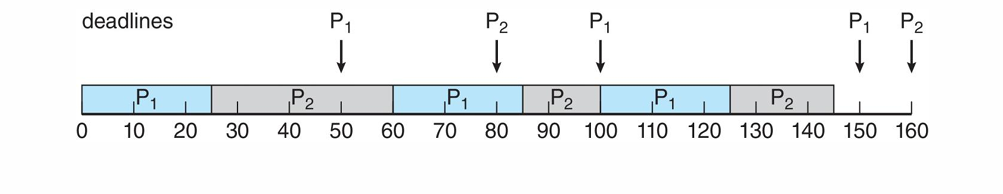 deadlines P₁ P₂ P₁ P₁ P₂
P₁ P₂ P₁ P₂ P₁ P₂
0 10 20 30 40 50 60 70 80 90 100 110 120 130 140 150 160